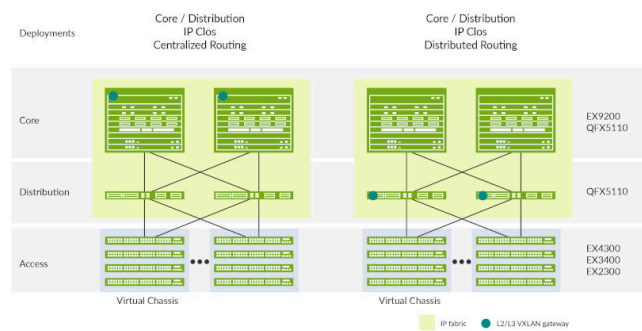 Deployments
Core / Distribution
IP Clos
Centralized Routing
Core / Distribution
IP Clos
Distributed Routing
Core
EX9200
QFX5110
Distribution
QFX5110
Access
EX4300
EX3400
EX2300
Virtual Chassis
Virtual Chassis
IP fabric
L2/L3 VXLAN gateway